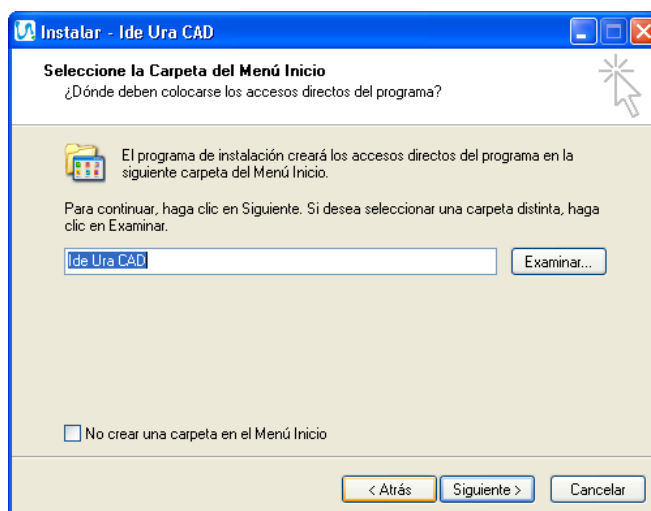 Instalar - Ide Ura CAD
Seleccione la Carpeta del Menú Inicio
¿Dónde deben colocarse los accesos directos del programa?
El programa de instalación creará los accesos directos del programa en la
siguiente carpeta del Menú Inicio.
Para continuar, haga clic en Siguiente. Si desea seleccionar una carpeta distinta, haga
clic en Examinar.
Ide Ura CAD
Examinar...
No crear una carpeta en el Menú Inicio
< Atrás
Siguiente >
Cancelar